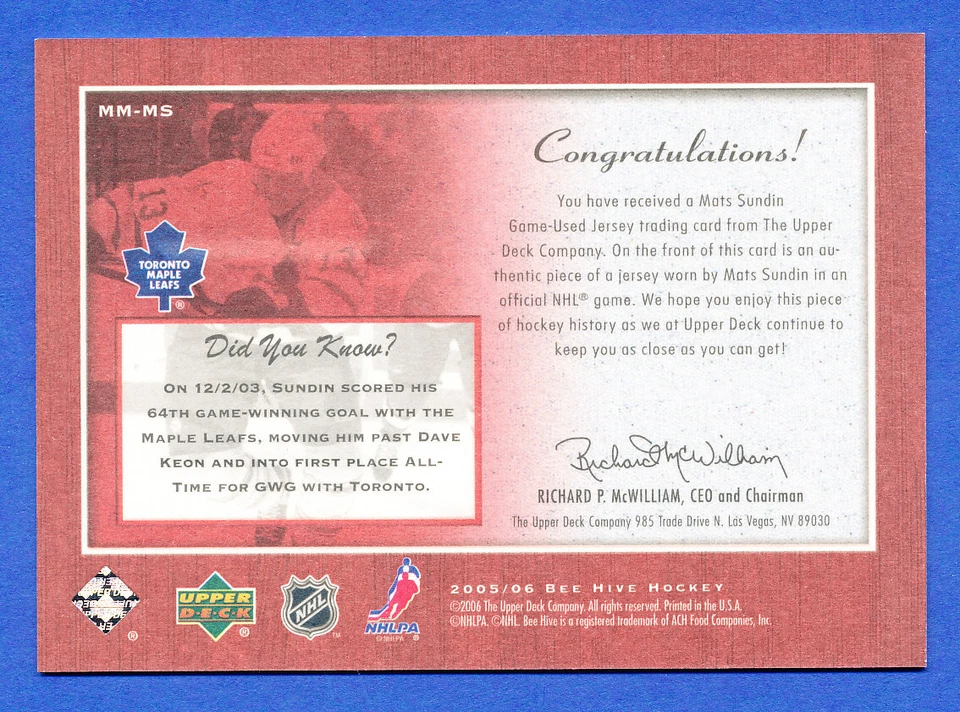 MM-MS
13
TORONTO
MAPLE
LEAFS
®
Did You Know?
On 12/2/03, Sundin scored his
64th game-winning goal with the
Maple Leafs, moving him past Dave
Keon and into first place All-
Time for GWG with Toronto.
Congratulations!
You have received a Mats Sundin
Game-Used Jersey trading card from The Upper
Deck Company. On the front of this card is an au-
thentic piece of a jersey worn by Mats Sundin in an
official NHL® game. We hope you enjoy this piece
of hockey history as we at Upper Deck continue to
keep you as close as you can get!
Richard P. McWilliam
RICHARD P. McWILLIAM, CEO and Chairman
The Upper Deck Company 985 Trade Drive N. Las Vegas, NV 89030
®
UPPER
D·E·C·K
®
NHL
™
NHLPA
©NHLPA ®
2005/06 Bee Hive Hockey
©2006 The Upper Deck Company. All rights reserved. Printed in the U.S.A.
©NHLPA. ©NHL. Bee Hive is a registered trademark of ACH Food Companies, Inc.